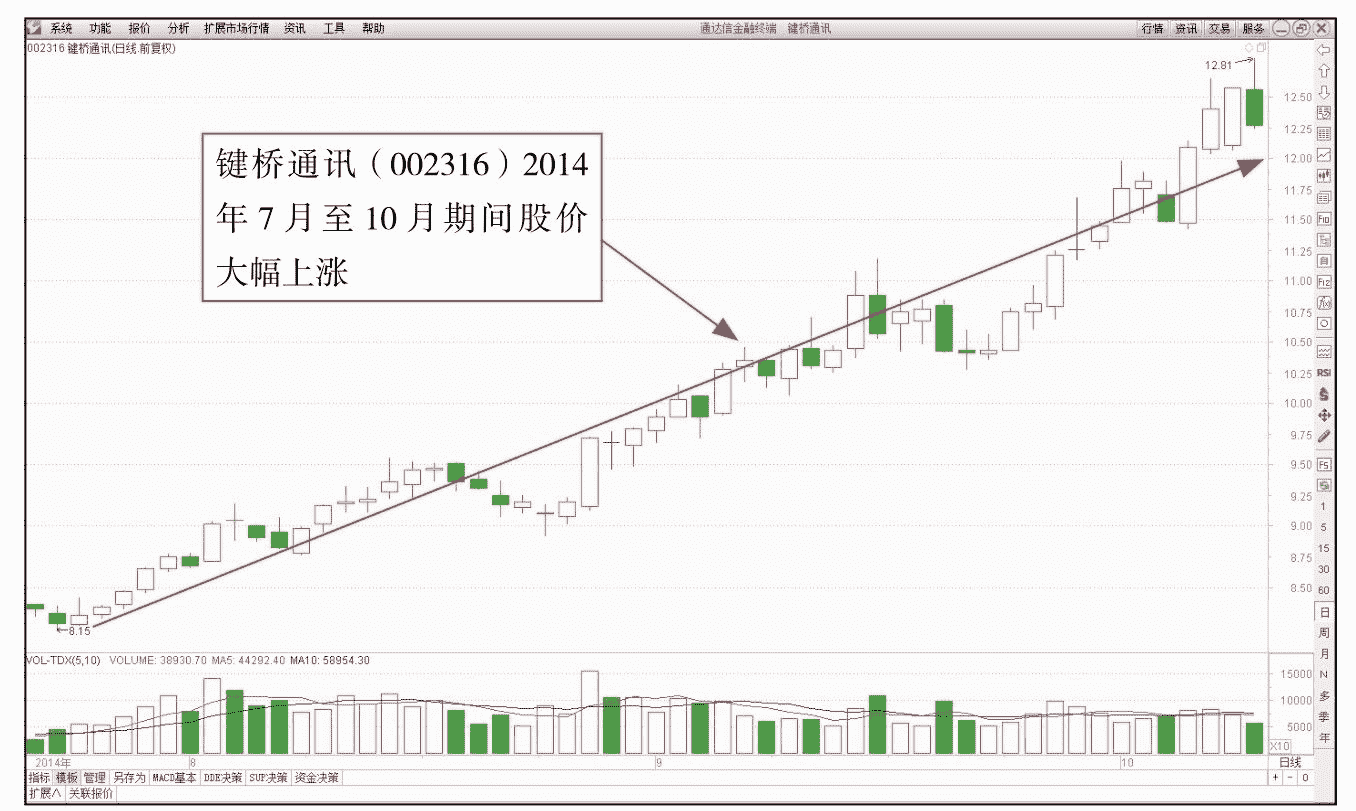 系统 功能 报价 分析 扩展市场行情 资讯 工具 帮助 通达信金融终端 键桥通讯 行情 资讯 交易 服务
002316 键桥通讯(日线.前复权)
12.81
键桥通讯（002316）2014
年 7 月至 10 月期间股价
大幅上涨
8.15
12.50
12.25
12.00
11.75
11.50
11.25
11.00
10.75
10.50
10.25
10.00
9.75
9.50
9.25
9.00
8.75
8.50
F10
自
F12
RSI
F5
1
5
15
30
60
日
周
月
N
多
季
年
VOL-TDX(5,10) VOLUME: 38930.70 MA5: 44292.40 MA10: 58954.30
15000
10000
5000
X10
2014年 8 9 10 日线
指标 模板 管理 另存为 MACD基本 DDE决策 SUP决策 资金决策 + - 0
扩展∧ 关联报价